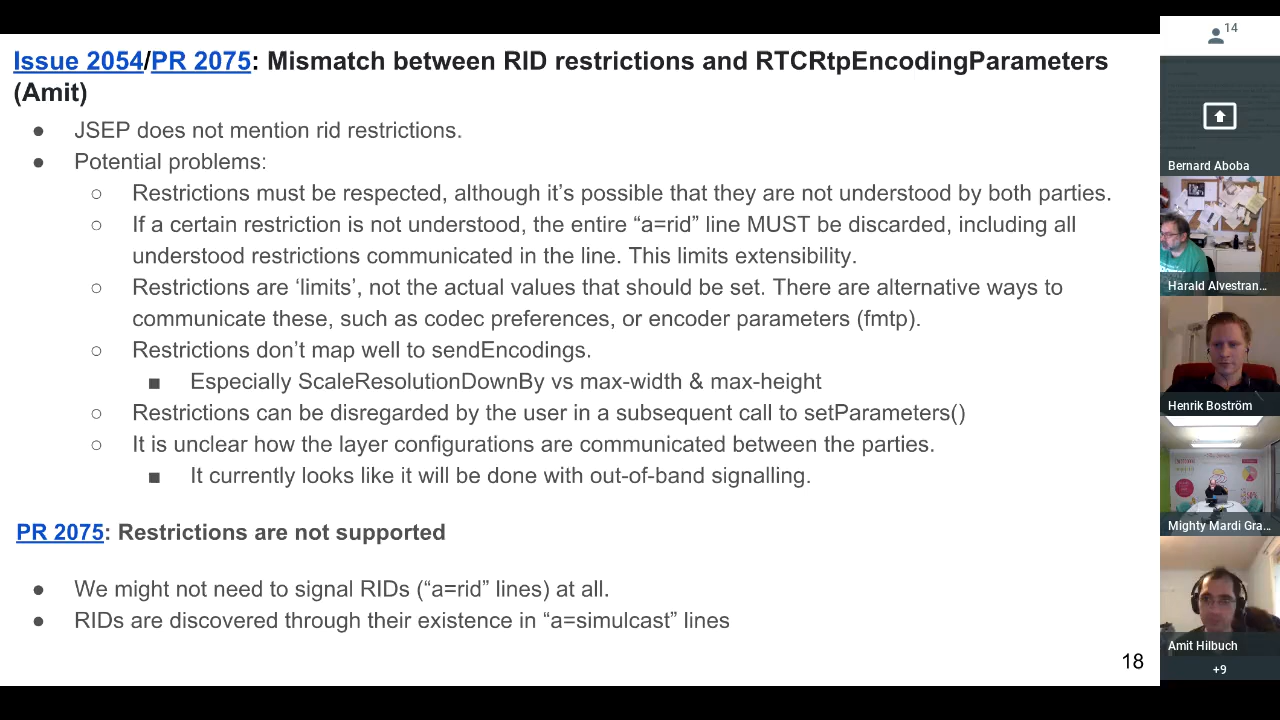 Issue 2054/PR 2075: Mismatch between RID restrictions and RTCRtpEncodingParameters
(Amit)
● JSEP does not mention rid restrictions.
● Potential problems:
○ Restrictions must be respected, although it’s possible that they are not understood by both parties.
○ If a certain restriction is not understood, the entire “a=rid” line MUST be discarded, including all
understood restrictions communicated in the line. This limits extensibility.
○ Restrictions are ‘limits’, not the actual values that should be set. There are alternative ways to
communicate these, such as codec preferences, or encoder parameters (fmtp).
○ Restrictions don’t map well to sendEncodings.
■ Especially ScaleResolutionDownBy vs max-width & max-height
○ Restrictions can be disregarded by the user in a subsequent call to setParameters()
○ It is unclear how the layer configurations are communicated between the parties.
■ It currently looks like it will be done with out-of-band signalling.
PR 2075: Restrictions are not supported
● We might not need to signal RIDs (“a=rid” lines) at all.
● RIDs are discovered through their existence in “a=simulcast” lines
18
14
Bernard Aboba
Harald Alvestran...
Henrik Boström
Mighty Mardi Gra...
Amit Hilbuch
+9